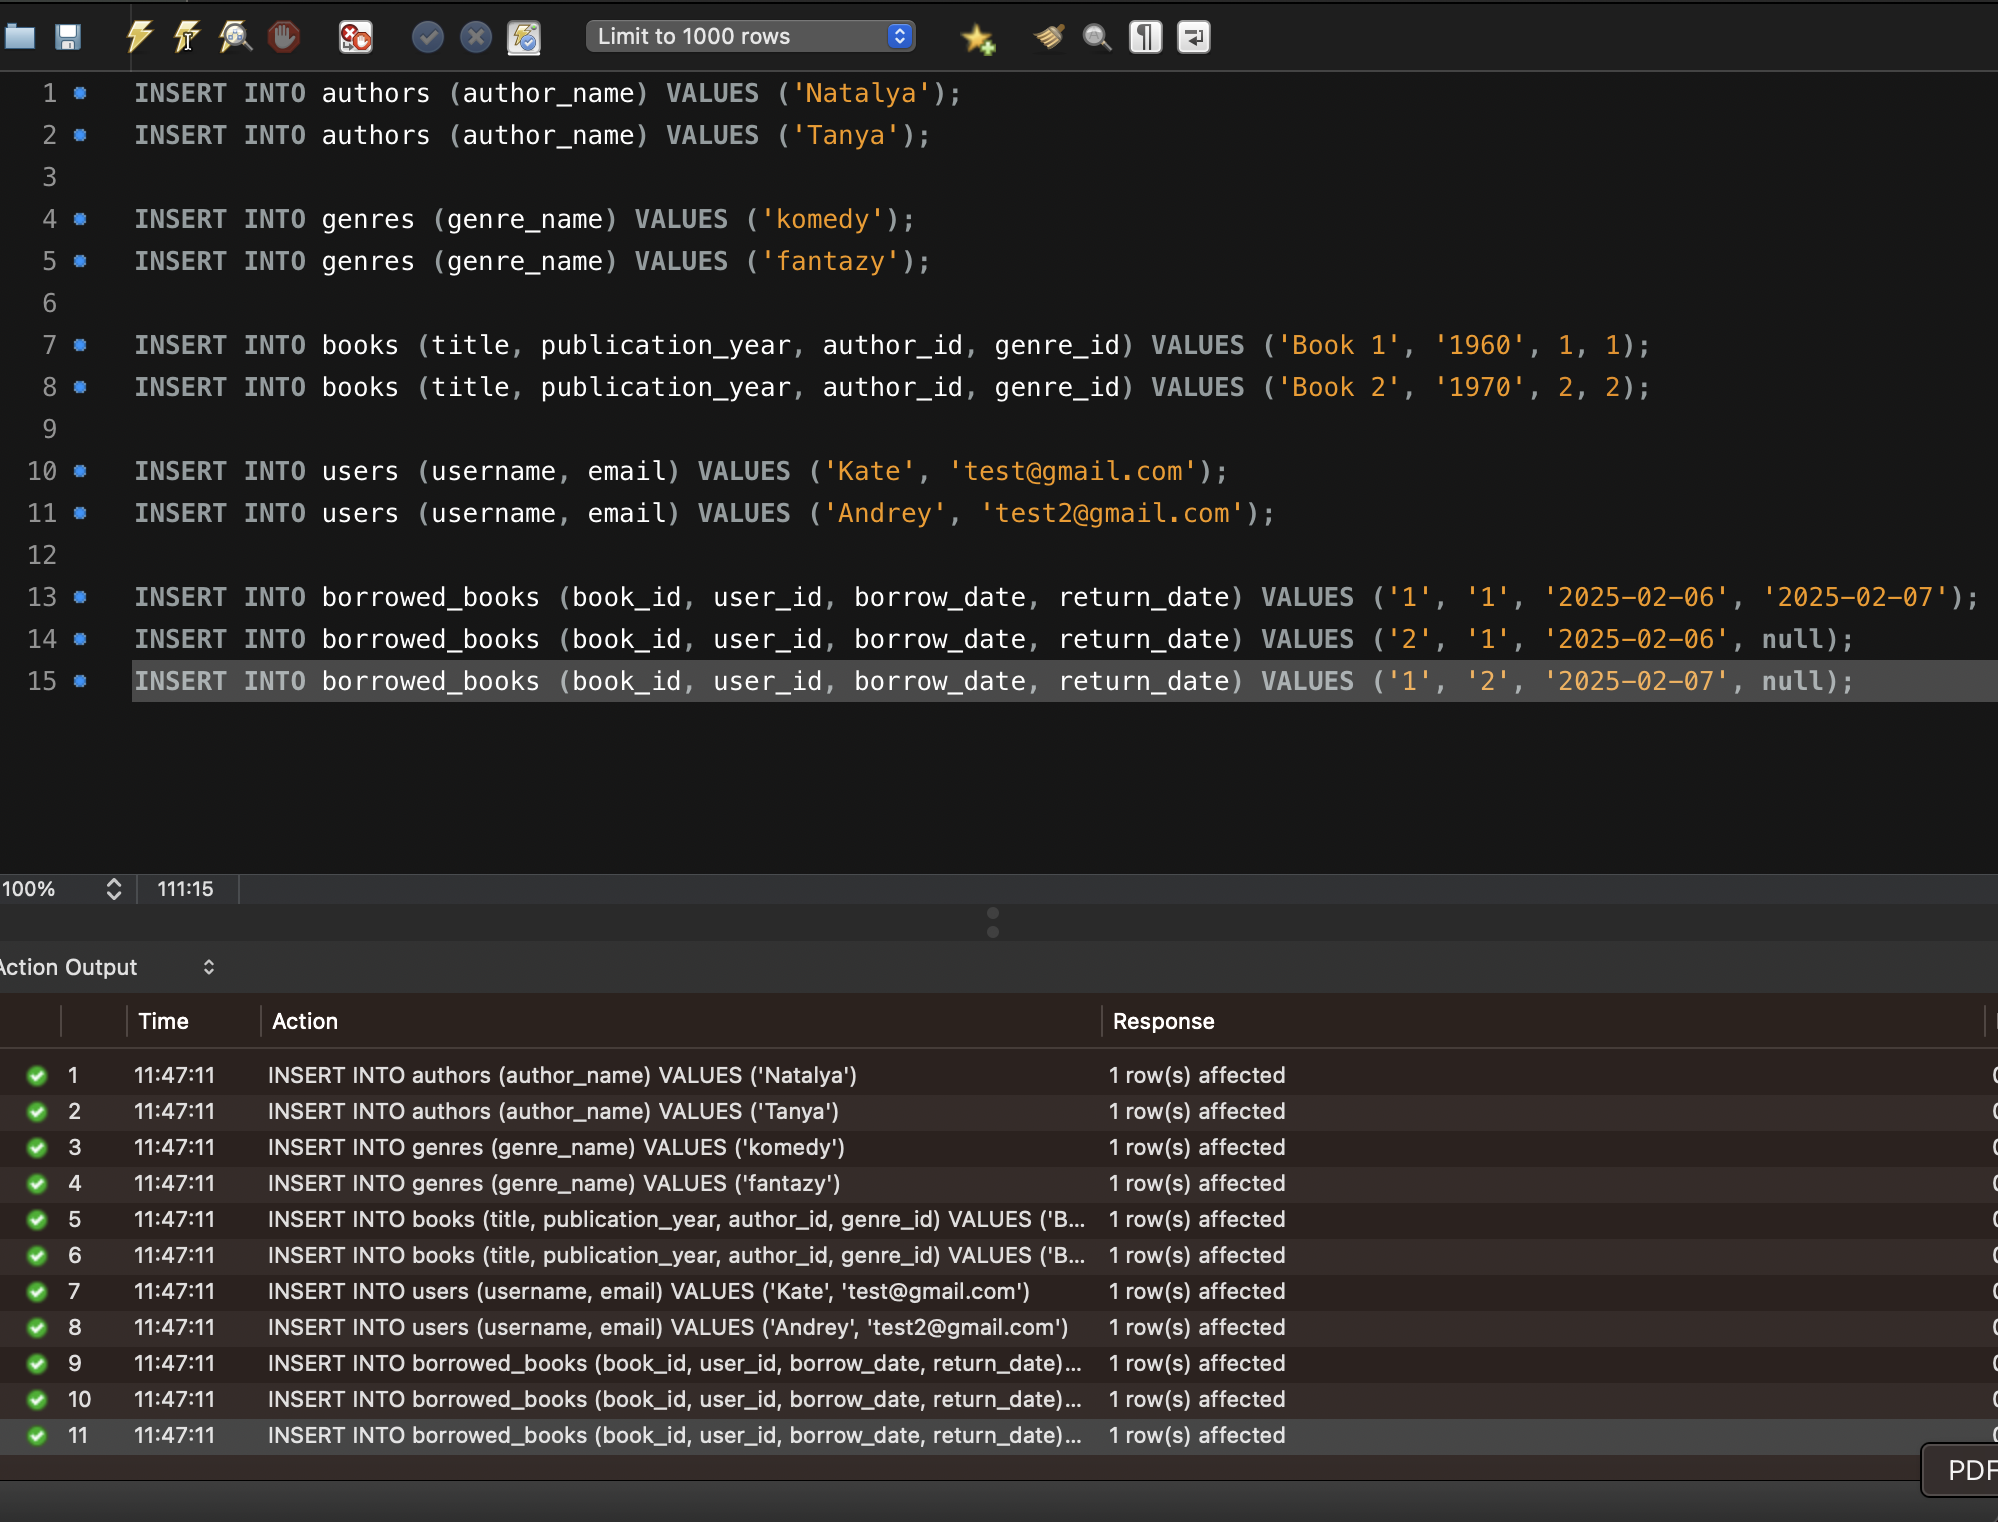 Limit to 1000 rows
1 INSERT INTO authors (author_name) VALUES ('Natalya');
2 INSERT INTO authors (author_name) VALUES ('Tanya');
3
4 INSERT INTO genres (genre_name) VALUES ('komedy');
5 INSERT INTO genres (genre_name) VALUES ('fantazy');
6
7 INSERT INTO books (title, publication_year, author_id, genre_id) VALUES ('Book 1', '1960', 1, 1);
8 INSERT INTO books (title, publication_year, author_id, genre_id) VALUES ('Book 2', '1970', 2, 2);
9
10 INSERT INTO users (username, email) VALUES ('Kate', 'test@gmail.com');
11 INSERT INTO users (username, email) VALUES ('Andrey', 'test2@gmail.com');
12
13 INSERT INTO borrowed_books (book_id, user_id, borrow_date, return_date) VALUES ('1', '1', '2025-02-06', '2025-02-07');
14 INSERT INTO borrowed_books (book_id, user_id, borrow_date, return_date) VALUES ('2', '1', '2025-02-06', null);
15 INSERT INTO borrowed_books (book_id, user_id, borrow_date, return_date) VALUES ('1', '2', '2025-02-07', null);
100% 111:15
Action Output
Time Action Response
1 11:47:11 INSERT INTO authors (author_name) VALUES ('Natalya') 1 row(s) affected
2 11:47:11 INSERT INTO authors (author_name) VALUES ('Tanya') 1 row(s) affected
3 11:47:11 INSERT INTO genres (genre_name) VALUES ('komedy') 1 row(s) affected
4 11:47:11 INSERT INTO genres (genre_name) VALUES ('fantazy') 1 row(s) affected
5 11:47:11 INSERT INTO books (title, publication_year, author_id, genre_id) VALUES ('B... 1 row(s) affected
6 11:47:11 INSERT INTO books (title, publication_year, author_id, genre_id) VALUES ('B... 1 row(s) affected
7 11:47:11 INSERT INTO users (username, email) VALUES ('Kate', 'test@gmail.com') 1 row(s) affected
8 11:47:11 INSERT INTO users (username, email) VALUES ('Andrey', 'test2@gmail.com') 1 row(s) affected
9 11:47:11 INSERT INTO borrowed_books (book_id, user_id, borrow_date, return_date)... 1 row(s) affected
10 11:47:11 INSERT INTO borrowed_books (book_id, user_id, borrow_date, return_date)... 1 row(s) affected
11 11:47:11 INSERT INTO borrowed_books (book_id, user_id, borrow_date, return_date)... 1 row(s) affected
PDF